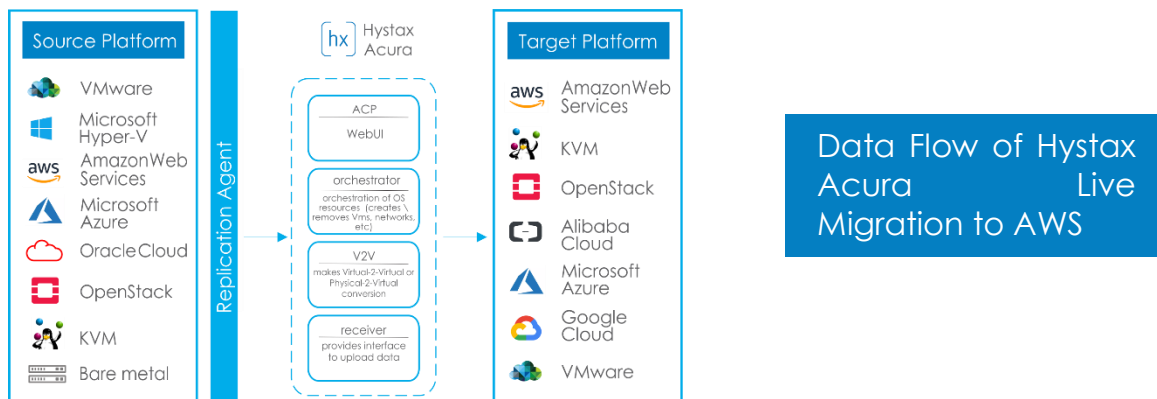 Source Platform
VMware
Microsoft
Hyper-V
aws
AmazonWeb
Services
Microsoft
Azure
OracleCloud
OpenStack
KVM
Bare metal
Replication Agent
[hx]
Hystax
Acura
ACP
WebUI
orchestrator
orchestration of OS
resources (creates \
removes Vms, networks,
etc)
V2V
makes Virtual-2-Virtual or
Physical-2-Virtual
conversion
receiver
provides interface
to upload data
Target Platform
aws
AmazonWeb
Services
KVM
OpenStack
Alibaba
Cloud
Microsoft
Azure
Google
Cloud
VMware
Data Flow of Hystax
Acura Live
Migration to AWS